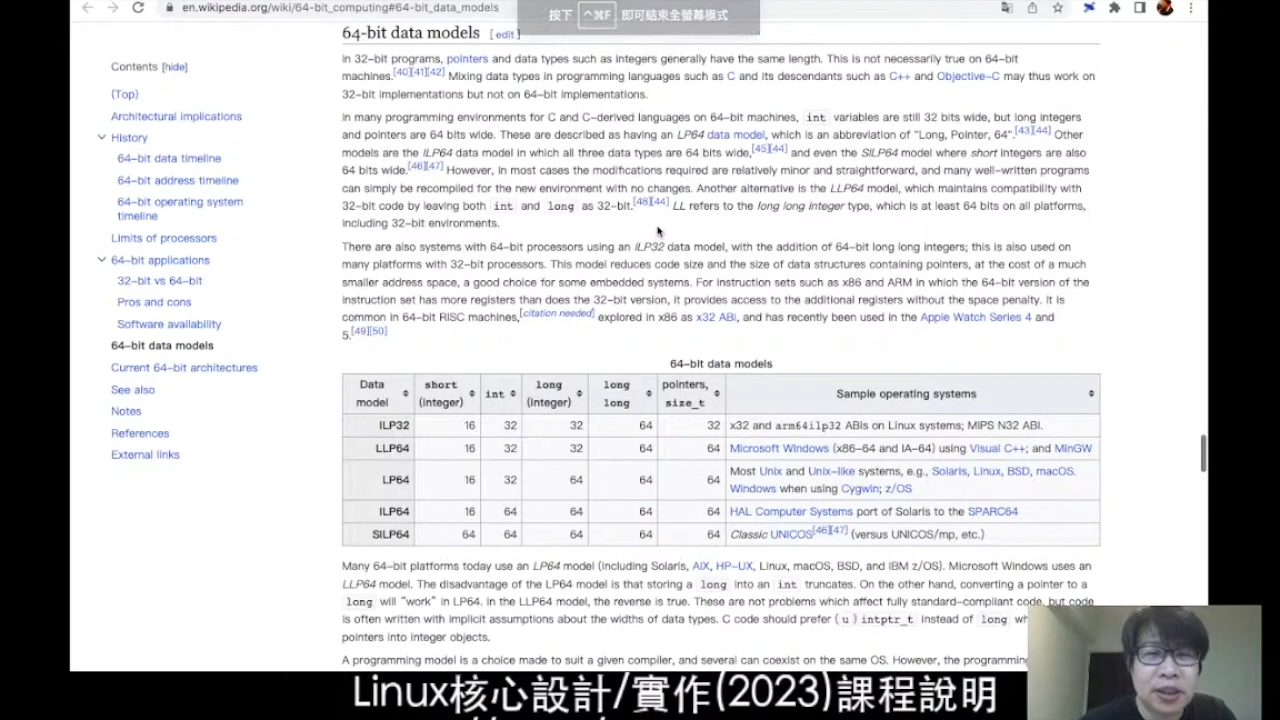 en.wikipedia.org/wiki/64-bit_computing#64-bit_data_models
按下 ^⌘F 即可結束全螢幕模式
Contents [hide]
(Top)
Architectural implications
History
64-bit data timeline
64-bit address timeline
64-bit operating system
timeline
Limits of processors
64-bit applications
32-bit vs 64-bit
Pros and cons
Software availability
64-bit data models
Current 64-bit architectures
See also
Notes
References
External links
64-bit data models [ edit ]
In 32-bit programs, pointers and data types such as integers generally have the same length. This is not necessarily true on 64-bit
machines.[40][41][42] Mixing data types in programming languages such as C and its descendants such as C++ and Objective-C may thus work on
32-bit implementations but not on 64-bit implementations.
In many programming environments for C and C-derived languages on 64-bit machines, int variables are still 32 bits wide, but long integers
and pointers are 64 bits wide. These are described as having an LP64 data model, which is an abbreviation of "Long, Pointer, 64".[43][44] Other
models are the ILP64 data model in which all three data types are 64 bits wide,[45][44] and even the SILP64 model where short integers are also
64 bits wide.[46][47] However, in most cases the modifications required are relatively minor and straightforward, and many well-written programs
can simply be recompiled for the new environment with no changes. Another alternative is the LLP64 model, which maintains compatibility with
32-bit code by leaving both int and long as 32-bit.[48][44] LL refers to the long long integer type, which is at least 64 bits on all platforms,
including 32-bit environments.
There are also systems with 64-bit processors using an ILP32 data model, with the addition of 64-bit long long integers; this is also used on
many platforms with 32-bit processors. This model reduces code size and the size of data structures containing pointers, at the cost of a much
smaller address space, a good choice for some embedded systems. For instruction sets such as x86 and ARM in which the 64-bit version of the
instruction set has more registers than does the 32-bit version, it provides access to the additional registers without the space penalty. It is
common in 64-bit RISC machines,[citation needed] explored in x86 as x32 ABI, and has recently been used in the Apple Watch Series 4 and
5.[49][50]
64-bit data models
Data model short (integer) int long (integer) long long pointers, size_t Sample operating systems
ILP32 16 32 32 64 32 x32 and arm64ilp32 ABIs on Linux systems; MIPS N32 ABI.
LLP64 16 32 32 64 64 Microsoft Windows (x86-64 and IA-64) using Visual C++; and MinGW
LP64 16 32 64 64 64 Most Unix and Unix-like systems, e.g., Solaris, Linux, BSD, macOS.
Windows when using Cygwin; z/OS
ILP64 16 64 64 64 64 HAL Computer Systems port of Solaris to the SPARC64
SILP64 64 64 64 64 64 Classic UNICOS[46][47] (versus UNICOS/mp, etc.)
Many 64-bit platforms today use an LP64 model (including Solaris, AIX, HP-UX, Linux, macOS, BSD, and IBM z/OS). Microsoft Windows uses an
LLP64 model. The disadvantage of the LP64 model is that storing a long into an int truncates. On the other hand, converting a pointer to a
long will "work" in LP64. In the LLP64 model, the reverse is true. These are not problems which affect fully standard-compliant code, but code
is often written with implicit assumptions about the widths of data types. C code should prefer (u)intptr_t instead of long
pointers into integer objects.
A programming model is a choice made to suit a given compiler, and several can coexist on the same OS. However, the
Linux核心設計/實作(2023)課程說明